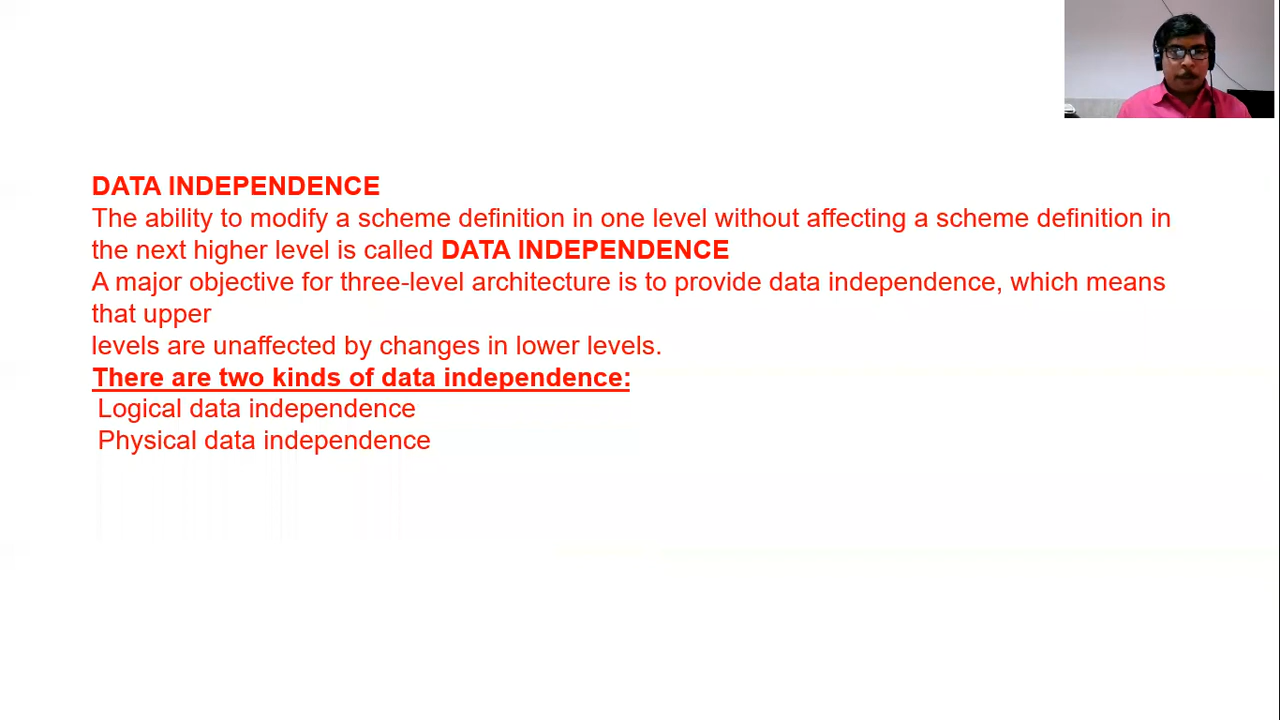 DATA INDEPENDENCE
The ability to modify a scheme definition in one level without affecting a scheme definition in
the next higher level is called DATA INDEPENDENCE
A major objective for three-level architecture is to provide data independence, which means
that upper
levels are unaffected by changes in lower levels.
There are two kinds of data independence:
Logical data independence
Physical data independence